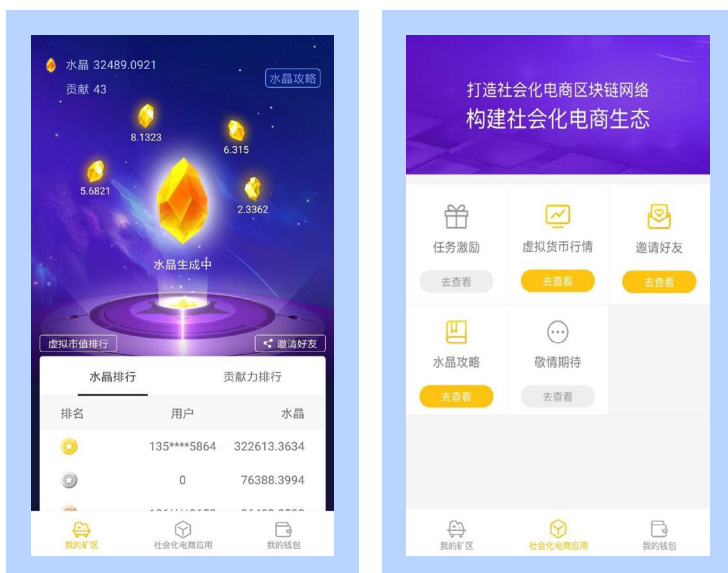 水晶 32489.0921
水晶攻略
贡献 43
8.1323
6.315
5.6821
2.3362
水晶生成中
虚拟市值排行
邀请好友
水晶排行
贡献力排行
排名 用户 水晶
135****5864 322613.3634
0 76388.3994
我的矿区
社会化电商应用
我的钱包
打造社会化电商区块链网络
构建社会化电商生态
任务激励
虚拟货币行情
邀请好友
去查看
去查看
去查看
水晶攻略
敬情期待
去查看
去查看
我的矿区
社会化电商应用
我的钱包